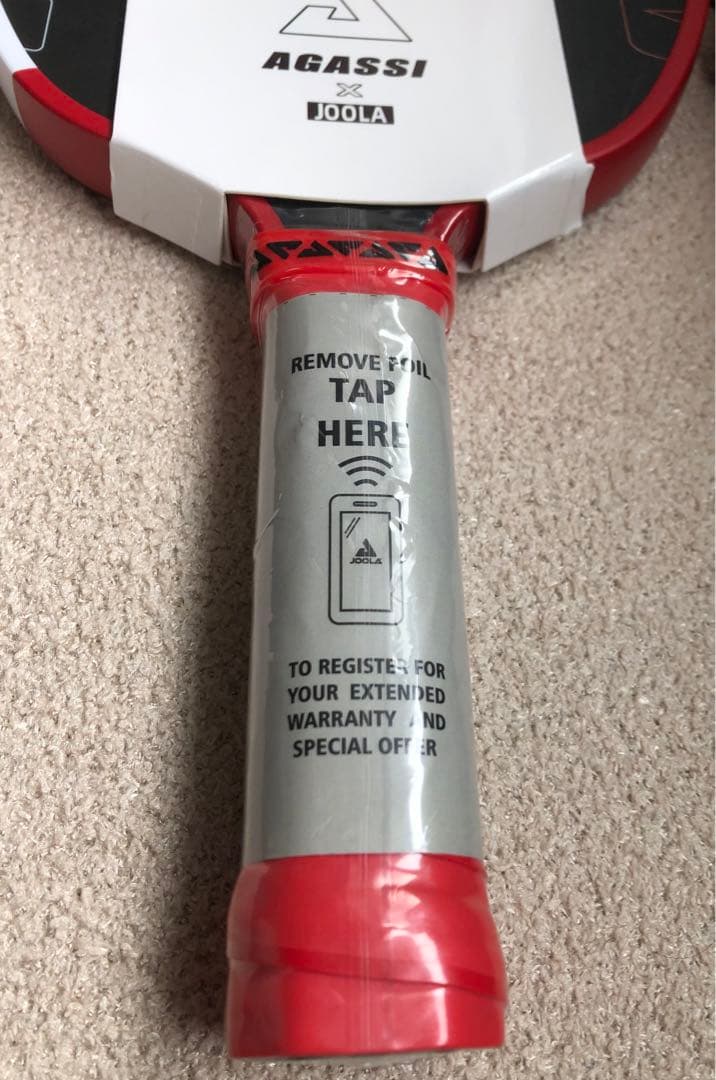 AGASSI
X
JOOLA
REMOVE FOIL
TAP
HERE
JOOLA
TO REGISTER FOR
YOUR EXTENDED
WARRANTY AND
SPECIAL OFFER